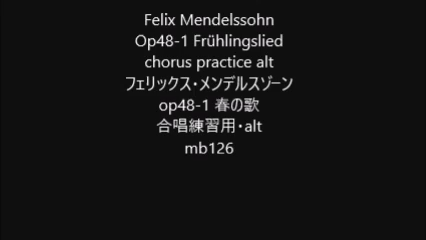 Felix Mendelssohn
Op48-1 Frühlingslied
chorus practice alt
フェリックス・メンデルスゾーン
op48-1 春の歌
合唱練習用・alt
mb126